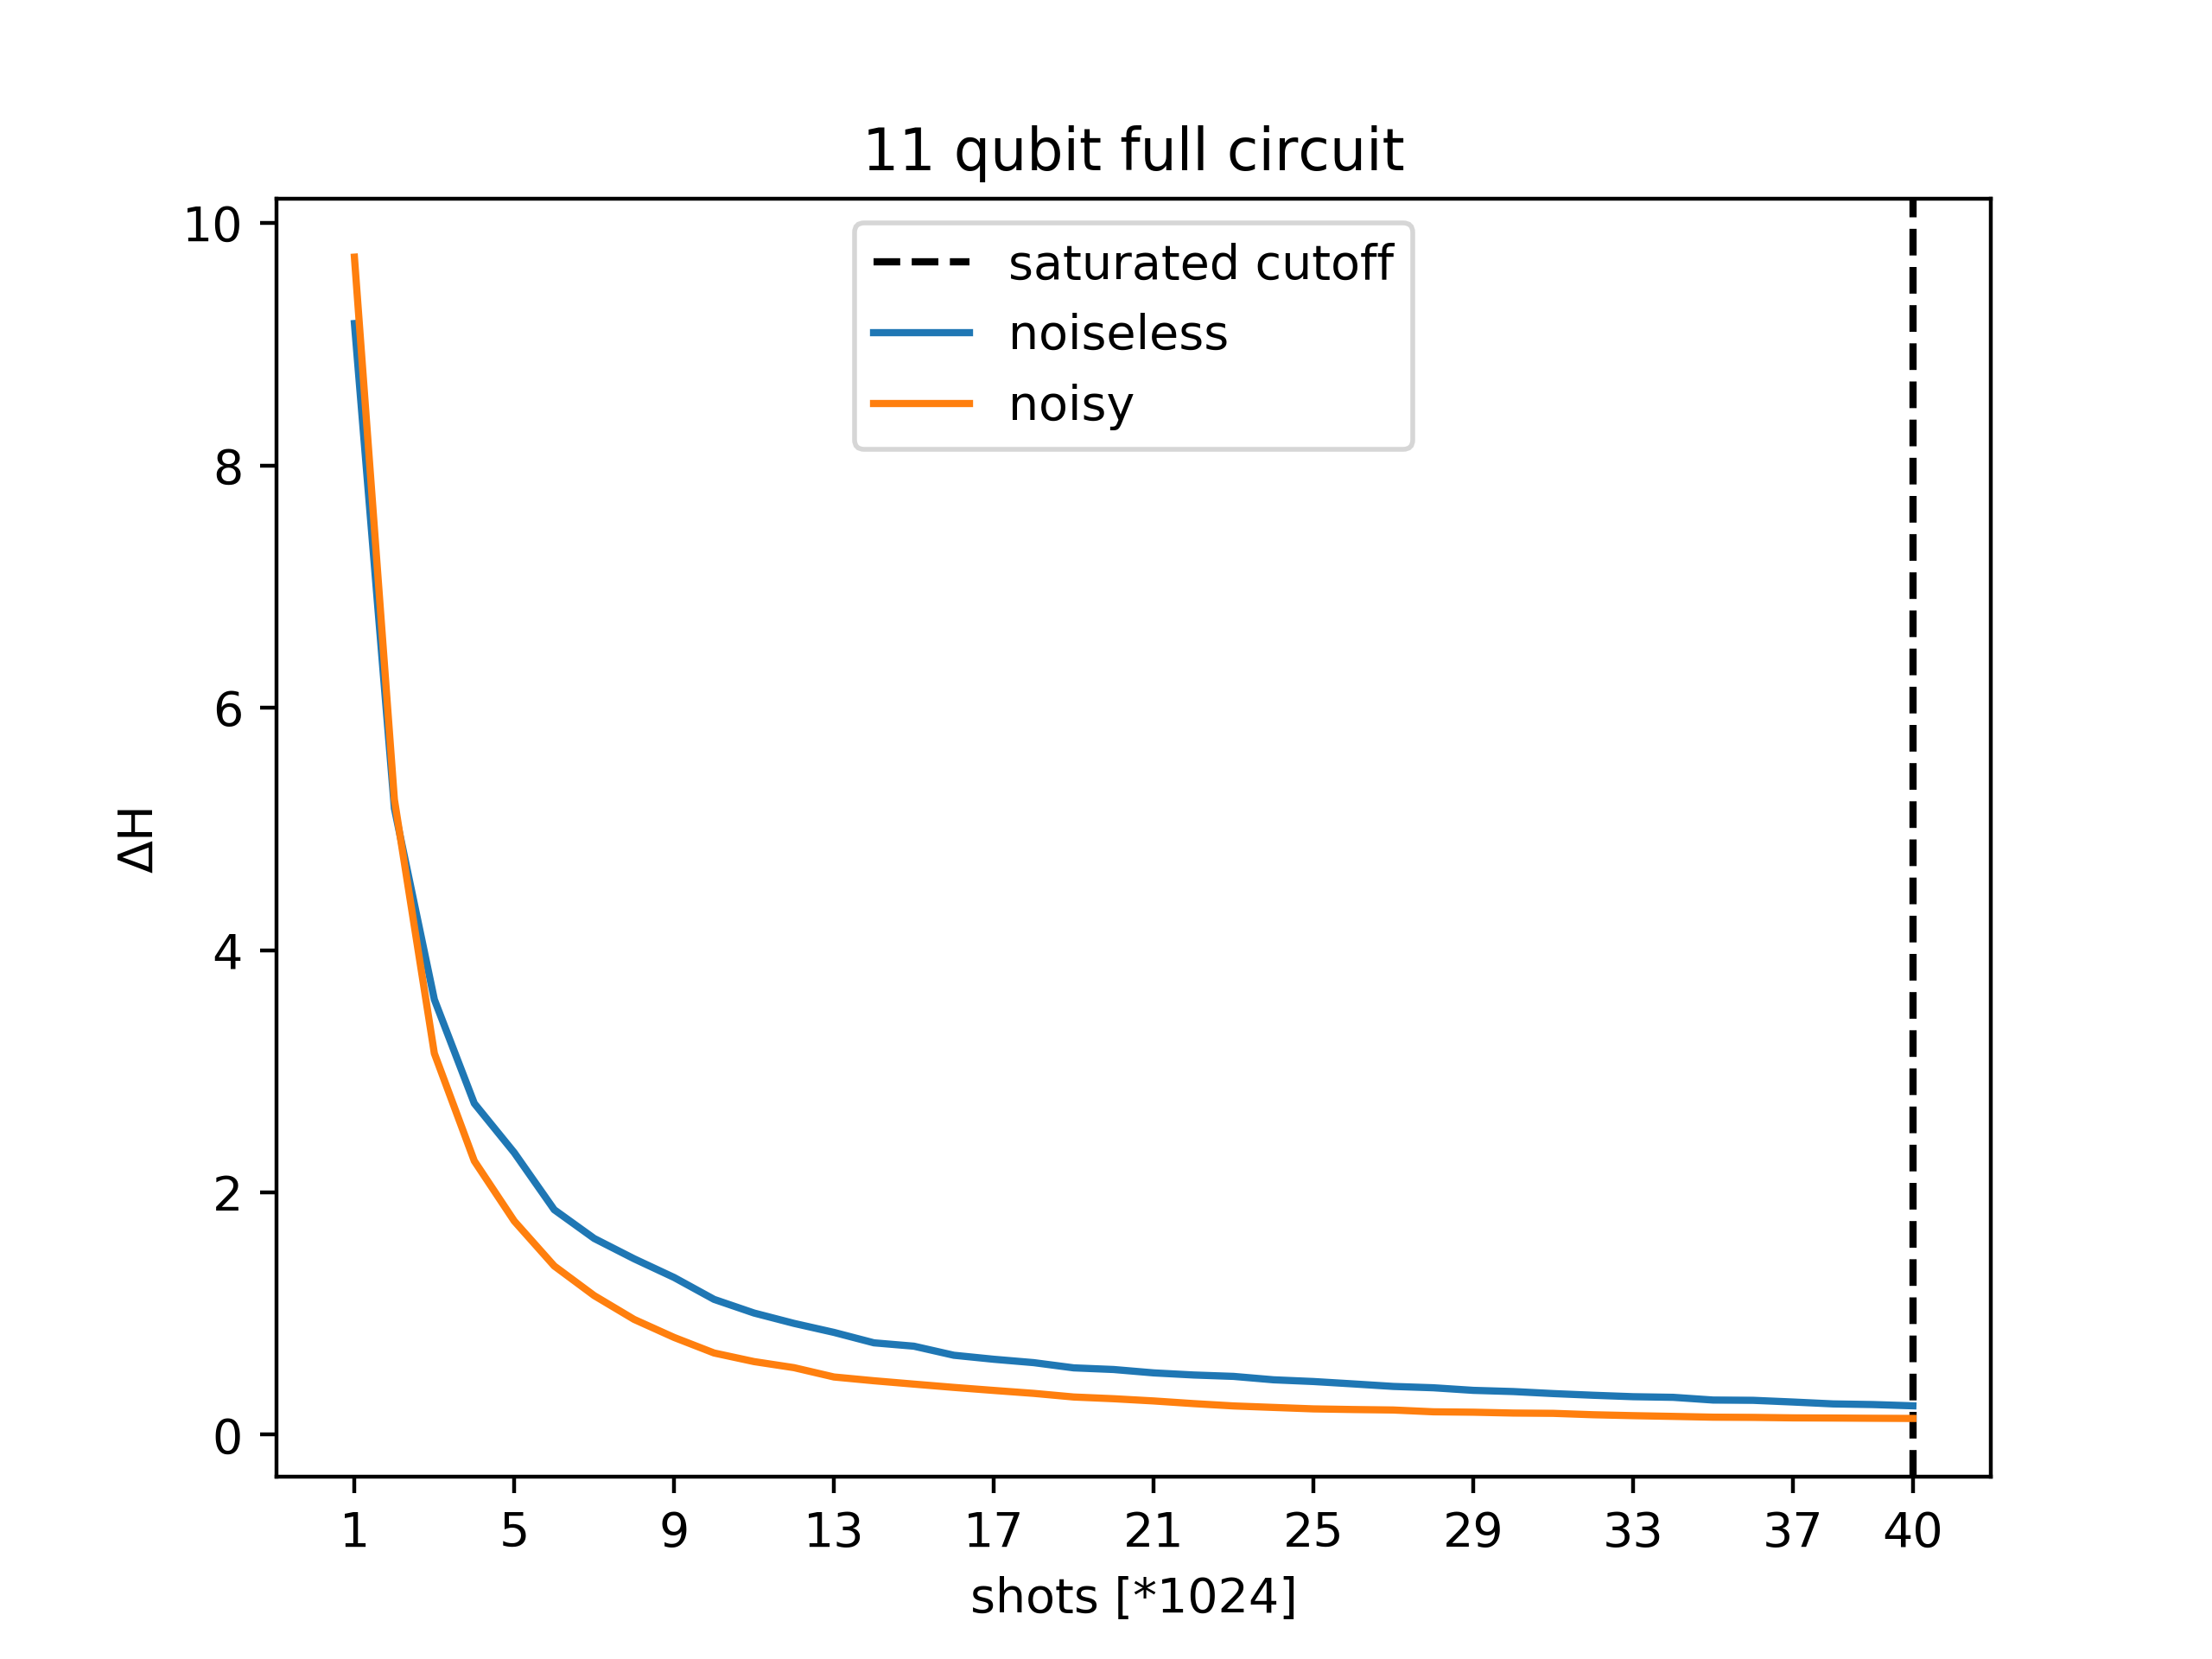 11 qubit full circuit
saturated cutoff
noiseless
noisy
10
8
6
4
2
0
ΔH
1 5 9 13 17 21 25 29 33 37 40
shots [*1024]